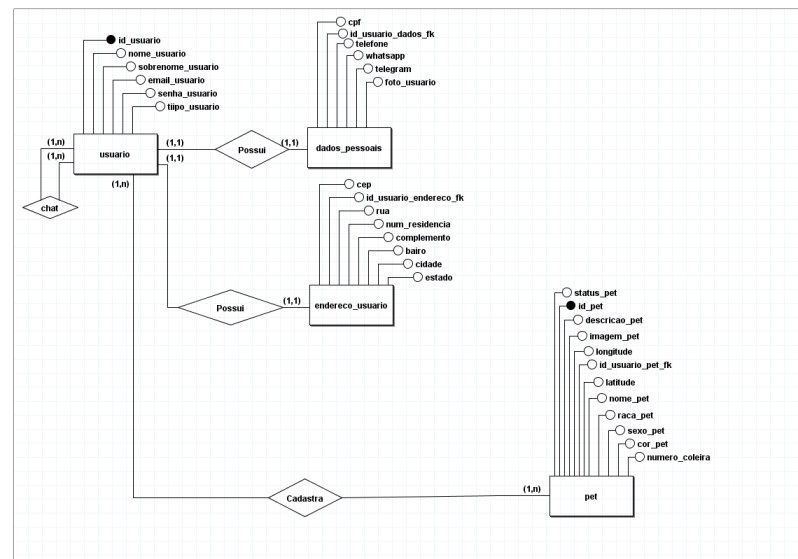 id_usuario
nome_usuario
sobrenome_usuario
email_usuario
senha_usuario
tiipo_usuario
cpf
id_usuario_dados_fk
telefone
whatsapp
telegram
foto_usuario
(1,n)
(1,n)
usuario
(1,1)
(1,1)
(1,n)
Possui
(1,1)
dados_pessoais
chat
cep
id_usuario_endereco_fk
rua
num_residencia
complemento
bairo
cidade
estado
Possui
(1,1)
endereco_usuario
status_pet
id_pet
descricao_pet
imagem_pet
longitude
id_usuario_pet_fk
latitude
nome_pet
raca_pet
sexo_pet
cor_pet
numero_coleira
Cadastra
(1,n)
pet